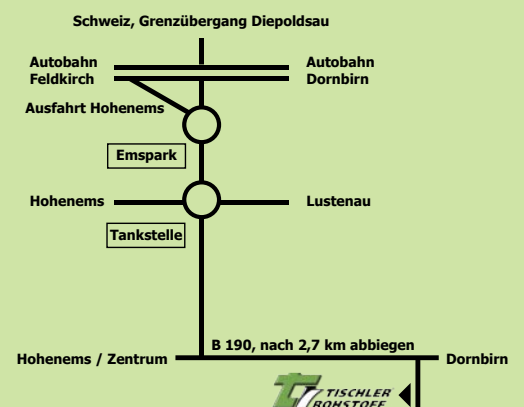 Schweiz, Grenzübergang Diepoldsau
Autobahn
Feldkirch
Autobahn
Dornbirn
Ausfahrt Hohenems
Emspark
Hohenems
Lustenau
Tankstelle
B 190, nach 2,7 km abbiegen
Hohenems / Zentrum
Dornbirn
TISCHLER
ROHSTOFF